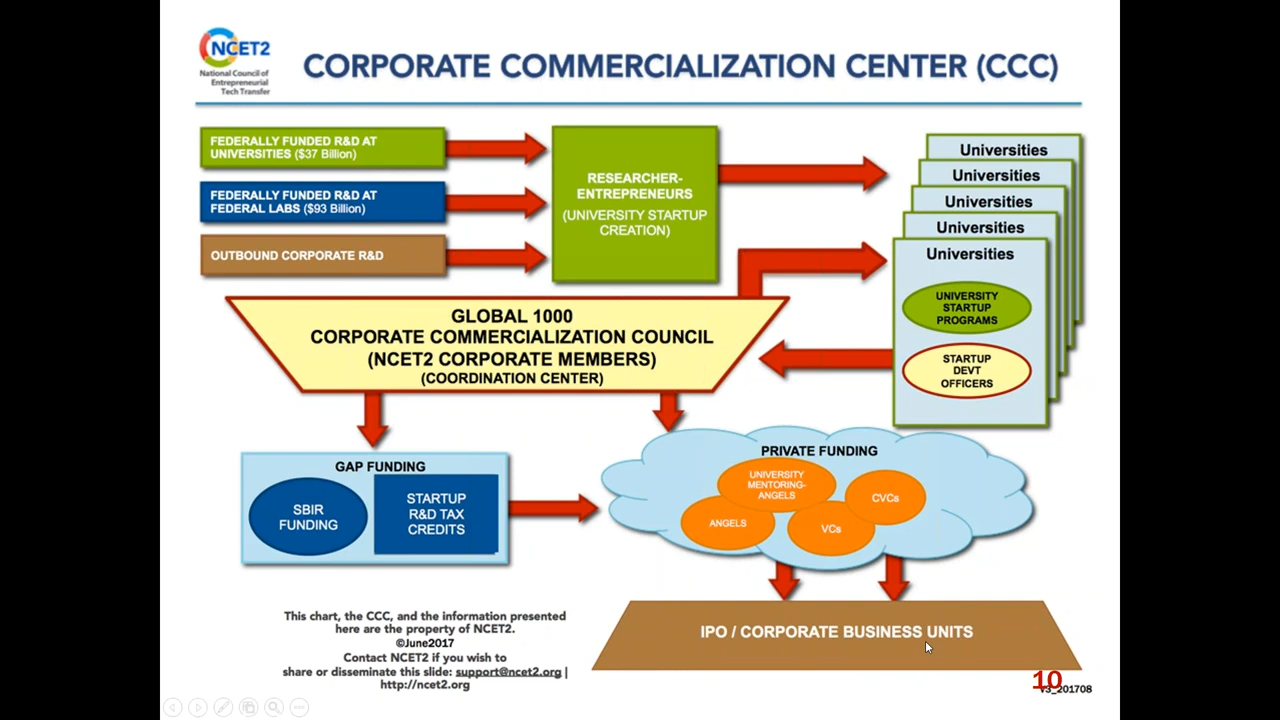 NCET2
National Council of
Entrepreneurial
Tech Transfer
CORPORATE COMMERCIALIZATION CENTER (CCC)
FEDERALLY FUNDED R&D AT
UNIVERSITIES ($37 Billion)
FEDERALLY FUNDED R&D AT
FEDERAL LABS ($93 Billion)
OUTBOUND CORPORATE R&D
RESEARCHER-
ENTREPRENEURS
(UNIVERSITY STARTUP
CREATION)
Universities
Universities
Universities
Universities
Universities
UNIVERSITY
STARTUP
PROGRAMS
STARTUP
DEVT
OFFICERS
GLOBAL 1000
CORPORATE COMMERCIALIZATION COUNCIL
(NCET2 CORPORATE MEMBERS)
(COORDINATION CENTER)
GAP FUNDING
SBIR
FUNDING
STARTUP
R&D TAX
CREDITS
PRIVATE FUNDING
UNIVERSITY
MENTORING-
ANGELS
CVCs
ANGELS
VCs
IPO / CORPORATE BUSINESS UNITS
This chart, the CCC, and the information presented
here are the property of NCET2.
©June2017
Contact NCET2 if you wish to
share or disseminate this slide: support@ncet2.org |
http://ncet2.org
10
V3_201708